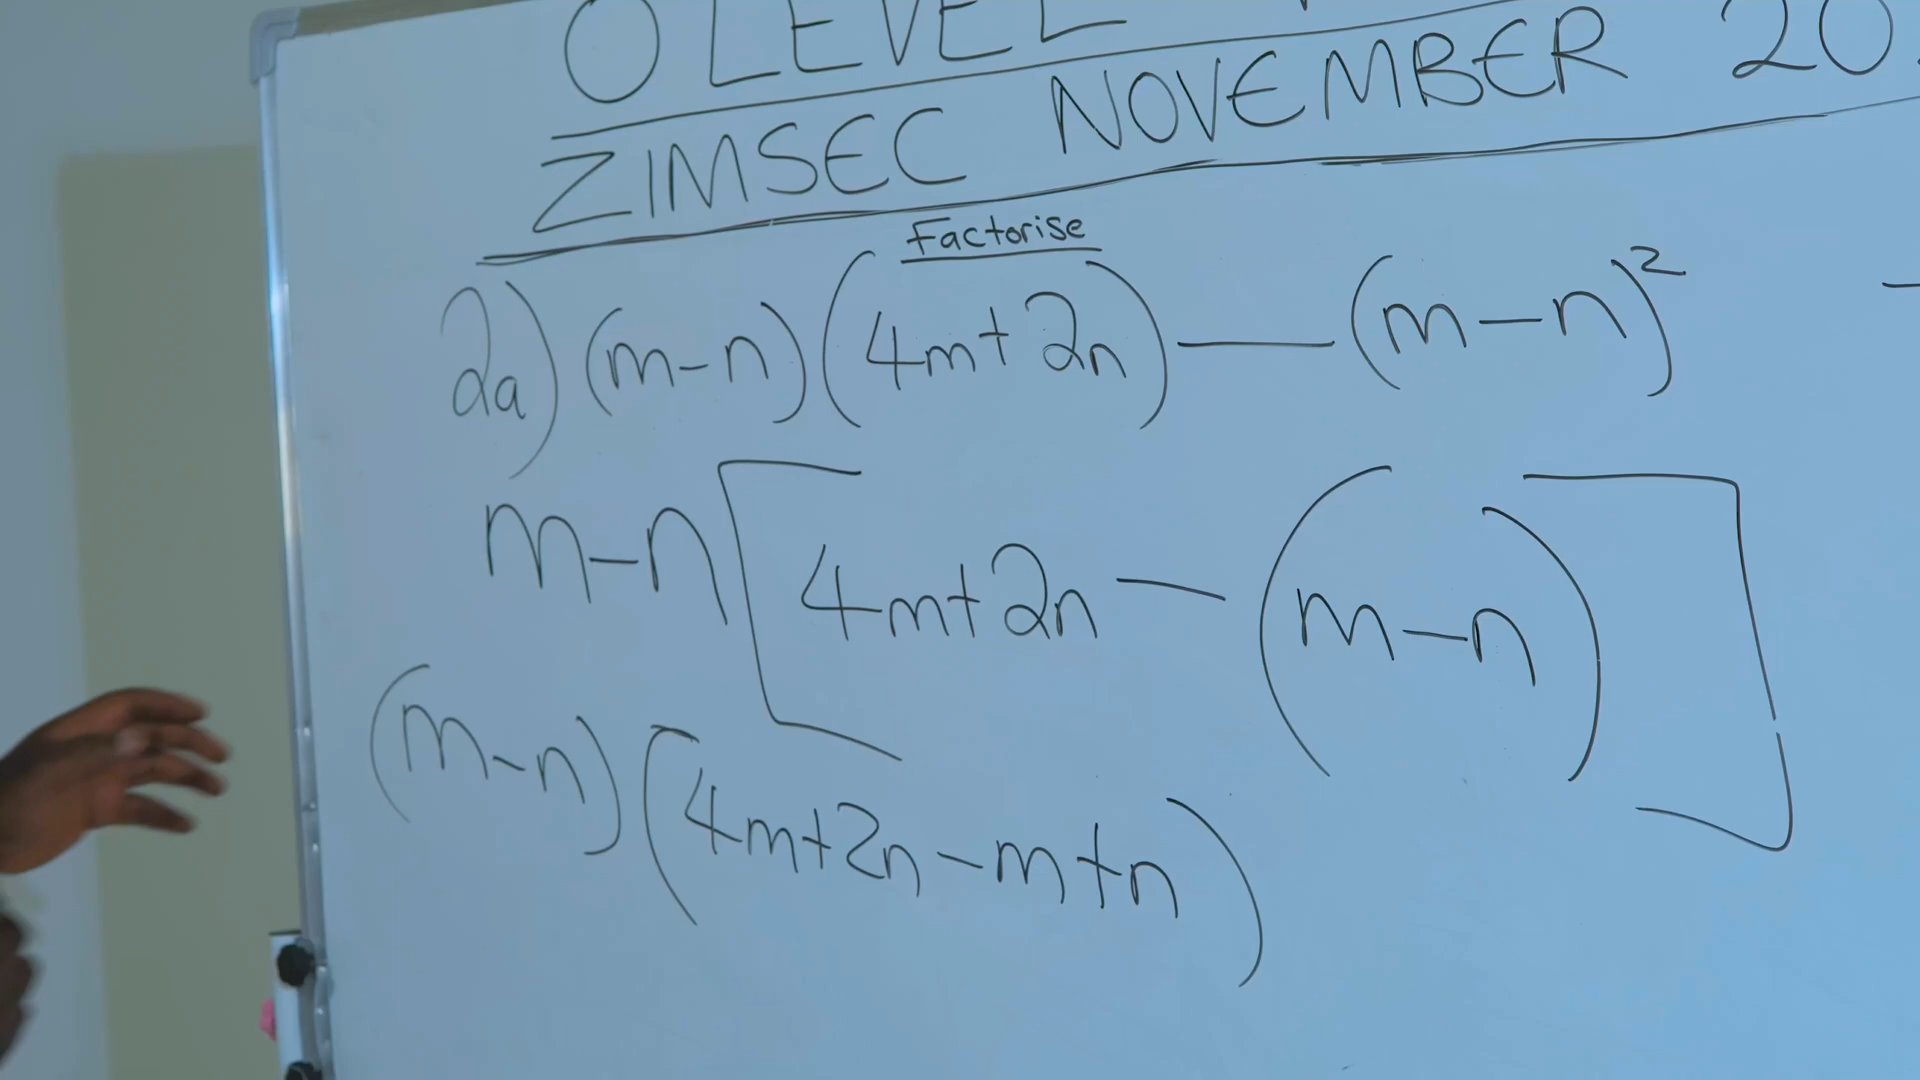 O LEVEL
ZIMSEC NOVEMBER 20
Factorise
2a) (m-n)(4m+2n) - (m-n)²
m-n[4m+2n-(m-n)]
(m-n)(4m+2n-m+n)